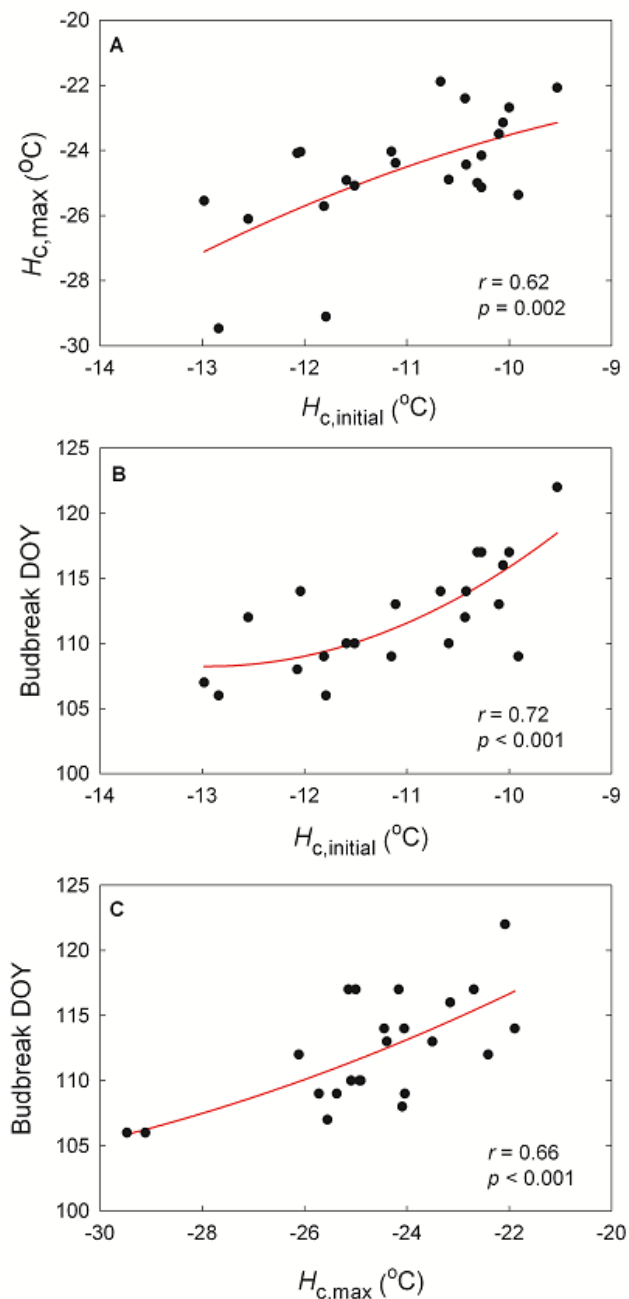 A
-20
-22
-24
-26
-28
-30
Hc,max (oC)
r = 0.62
p = 0.002
-14 -13 -12 -11 -10 -9
Hc,initial (oC)
B
125
120
115
110
105
100
Budbreak DOY
r = 0.72
p < 0.001
-14 -13 -12 -11 -10 -9
Hc,initial (oC)
C
125
120
115
110
105
100
Budbreak DOY
r = 0.66
p < 0.001
-30 -28 -26 -24 -22 -20
Hc,max (oC)